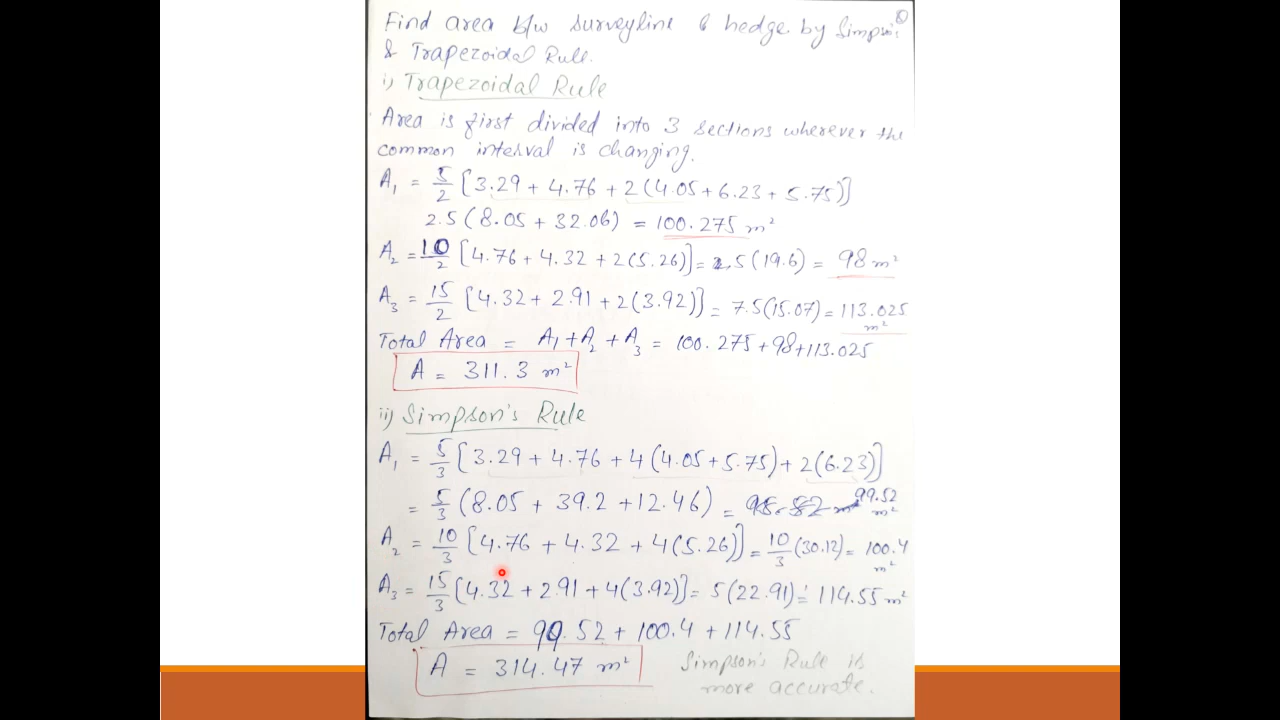 Find area b/w surveyline & hedge by Simpson's
& Trapezoidal Rule.
i) Trapezoidal Rule
Area is first divided into 3 sections wherever the
common interval is changing.
A₁ = 5/2 [3.29 + 4.76 + 2(4.05 + 6.23 + 5.75)]
2.5 (8.05 + 32.06) = 100.275 m²
A₂ = 10/2 [4.76 + 4.32 + 2(5.26)] = 5(19.6) = 98 m²
A₃ = 15/2 [4.32 + 2.91 + 2(3.92)] = 7.5(15.07) = 113.025 m²
Total Area = A₁ + A₂ + A₃ = 100.275 + 98 + 113.025
A = 311.3 m²
ii) Simpson's Rule
A₁ = 5/3 [3.29 + 4.76 + 4(4.05 + 5.75) + 2(6.23)]
= 5/3 (8.05 + 39.2 + 12.46) = 99.52 m²
A₂ = 10/3 [4.76 + 4.32 + 4(5.26)] = 10/3 (30.12) = 100.4 m²
A₃ = 15/3 [4.32 + 2.91 + 4(3.92)] = 5(22.91) = 114.55 m²
Total Area = 99.52 + 100.4 + 114.55
A = 314.47 m²
Simpson's Rule is
more accurate.